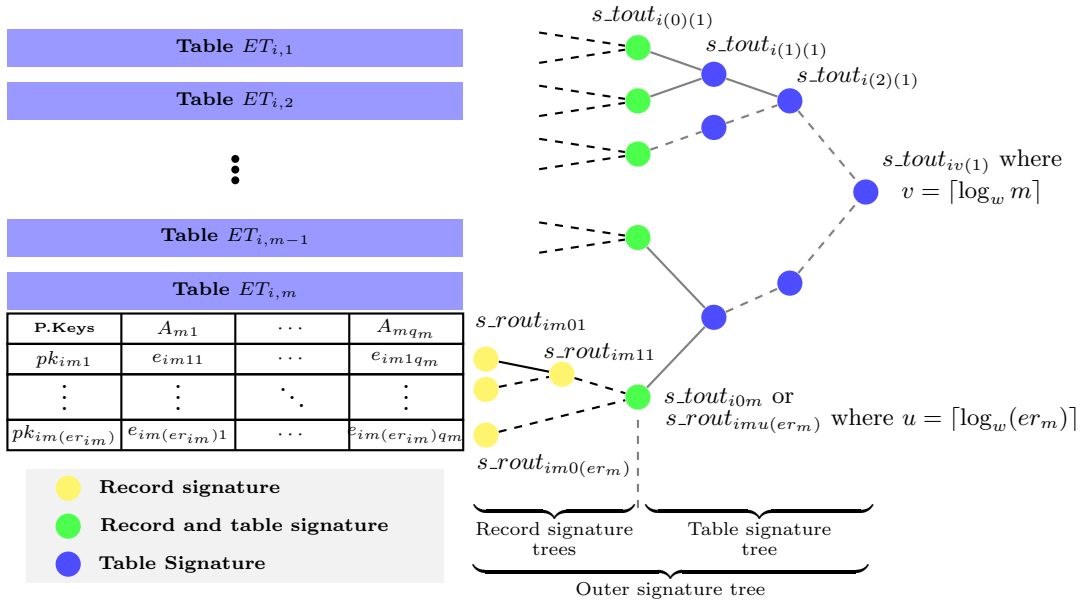 Table ET_{i,1}
Table ET_{i,2}
⋮
Table ET_{i,m−1}
Table ET_{i,m}
P.Keys A_{m1} ⋯ A_{mq_m}
pk_{im1} e_{im11} ⋯ e_{im1q_m}
⋮ ⋮ ⋱ ⋮
pk_{im(er_{im})} e_{im(er_{im})1} ⋯ e_{im(er_{im})q_m}
Record signature
Record and table signature
Table Signature
s_tout_{i(0)(1)}
s_tout_{i(1)(1)}
s_tout_{i(2)(1)}
s_tout_{iv(1)} where
v = ⌈log_w m⌉
s_rout_{im01}
s_rout_{im11}
s_tout_{i0m} or
s_rout_{imu(er_m)} where u = ⌈log_w(er_m)⌉
s_rout_{im0(er_m)}
Record signature
trees
Table signature
tree
Outer signature tree